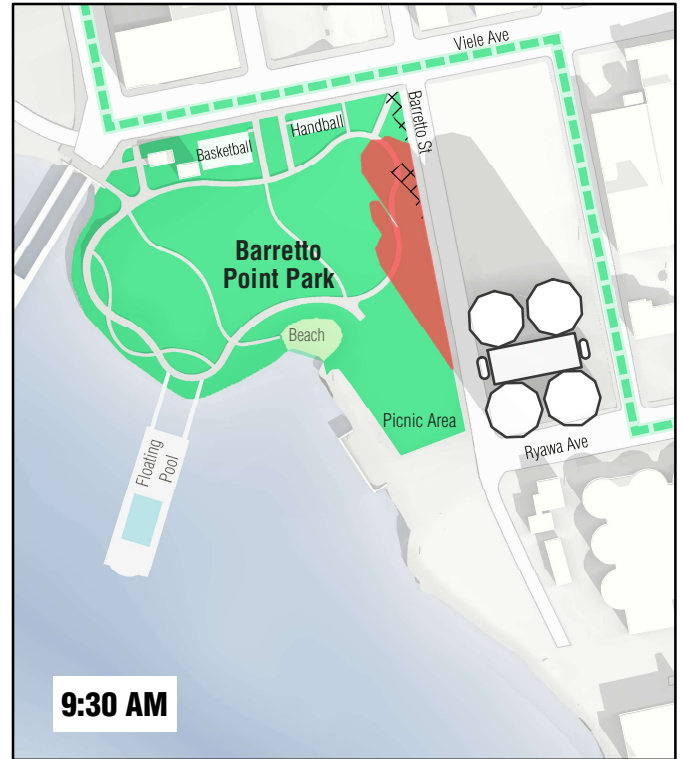 Viele Ave
Barretto St
Handball
Basketball
Barretto
Point Park
Beach
Picnic Area
Ryawa Ave
Floating
Pool
9:30 AM